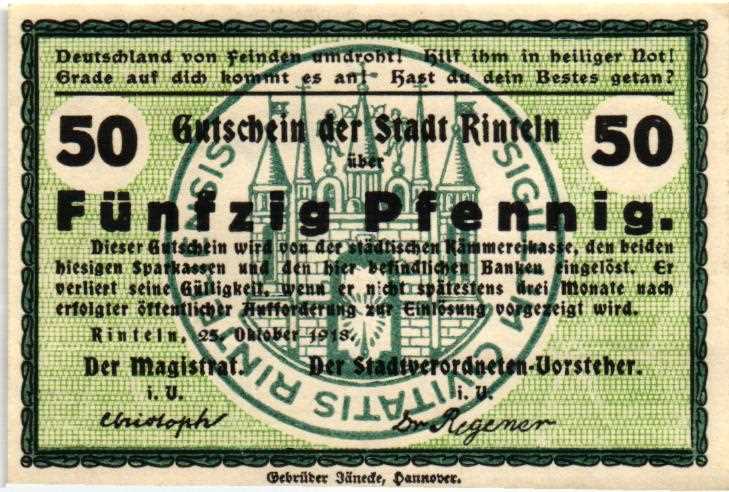 Deutschland von Feinden umdroht! Hilf ihm in heiliger Not!
Grade auf dich kommt es an! Hast du dein Bestes getan?
50 Gutschein der Stadt Rinteln 50
über
Fünfzig Pfennig.
Dieser Gutschein wird von der städtischen Kämmereikasse, den beiden
hiesigen Sparkassen und den hier befindlichen Banken eingelöst. Er
verliert seine Gültigkeit, wenn er nicht spätestens drei Monate nach
erfolgter öffentlicher Aufforderung zur Einlösung vorgezeigt wird.
Rinteln, 25. Oktober 1918.
Der Magistrat. Der Stadtverordneten-Vorsteher.
i. V. i. V.
Christoph Dr Regener
SIGILLUM CIVITATIS
Gebrüder Jänecke, Hannover.